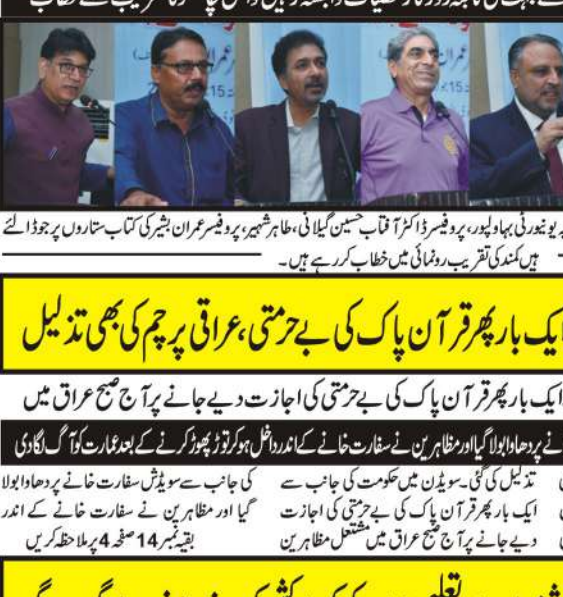 یونیورٹی بہاولپور، پروفیسر ڈاکٹر آفتاب حسین گیلانی، طاہر شہیر، پروفیسر عمران بشیر کی کتاب ستاروں پر جو ڈالتے
ہیں کمند کی تقریب رونمائی میں خطاب کر رہے ہیں۔
ایک بار پھر قرآن پاک کی بے حرمتی، عراقی پرچم کی بھی تذلیل
ایک بار پھر قرآن پاک کی بے حرمتی کی اجازت دیے جانے پر آج صبح عراق میں
نے پر دھاوا بولا گیا اور مظاہرین نے سفارت خانے کے اندر داخل ہو کر توڑ پھوڑ کرنے کے بعد عمارت کو آگ لگا دی
تذلیل کی گئی۔ سویڈن میں حکومت کی جانب سے
ایک بار پھر قرآن پاک کی بے حرمتی کی اجازت
دیے جانے پر آج صبح عراق میں مشتعل مظاہرین
کی جانب سے سویڈش سفارت خانے پر دھاوا بولا
گیا اور مظاہرین نے سفارت خانے کے اندر
بقیہ نمبر 14 صفحہ 4 پر ملاحظہ کریں